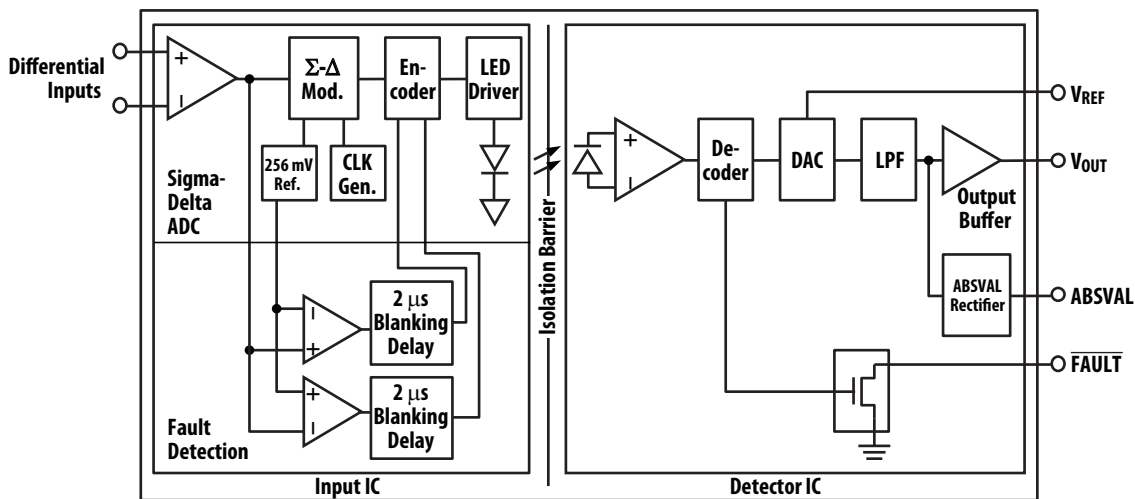 Differential
Inputs
+
–
Σ-Δ
Mod.
En-
coder
LED
Driver
256 mV
Ref.
CLK
Gen.
Sigma-
Delta
ADC
–
+
2 μs
Blanking
Delay
+
–
2 μs
Blanking
Delay
Fault
Detection
Input IC
Isolation Barrier
+
–
De-
coder
DAC
LPF
Output
Buffer
ABSVAL
Rectifier
VREF
VOUT
ABSVAL
FAULT
Detector IC